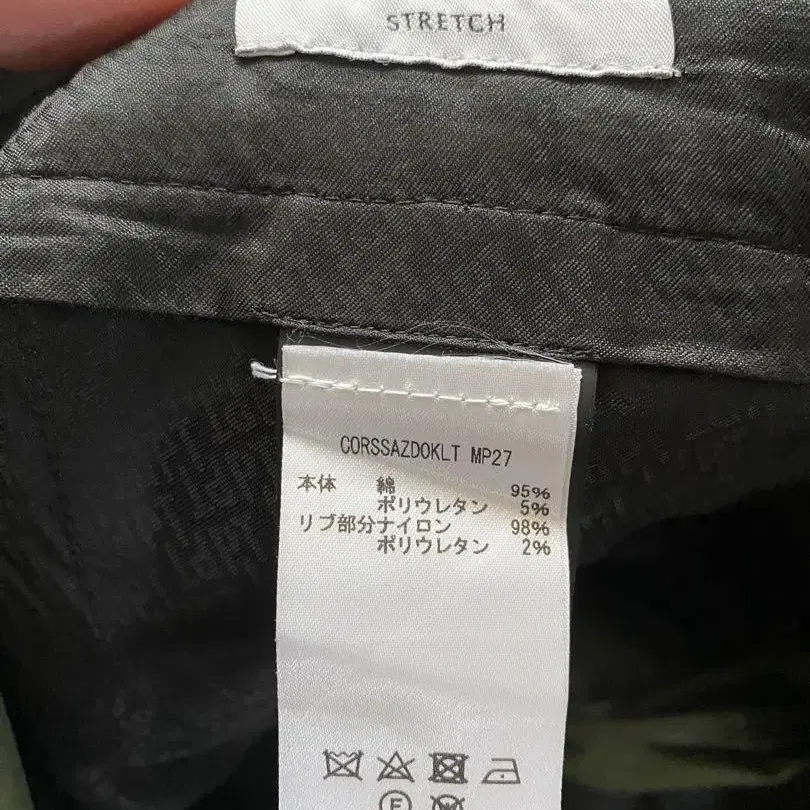 STRETCH
CORSSAZDOKLT MP27
本体 綿 95%
ポリウレタン 5%
リブ部分ナイロン 98%
ポリウレタン 2%
F